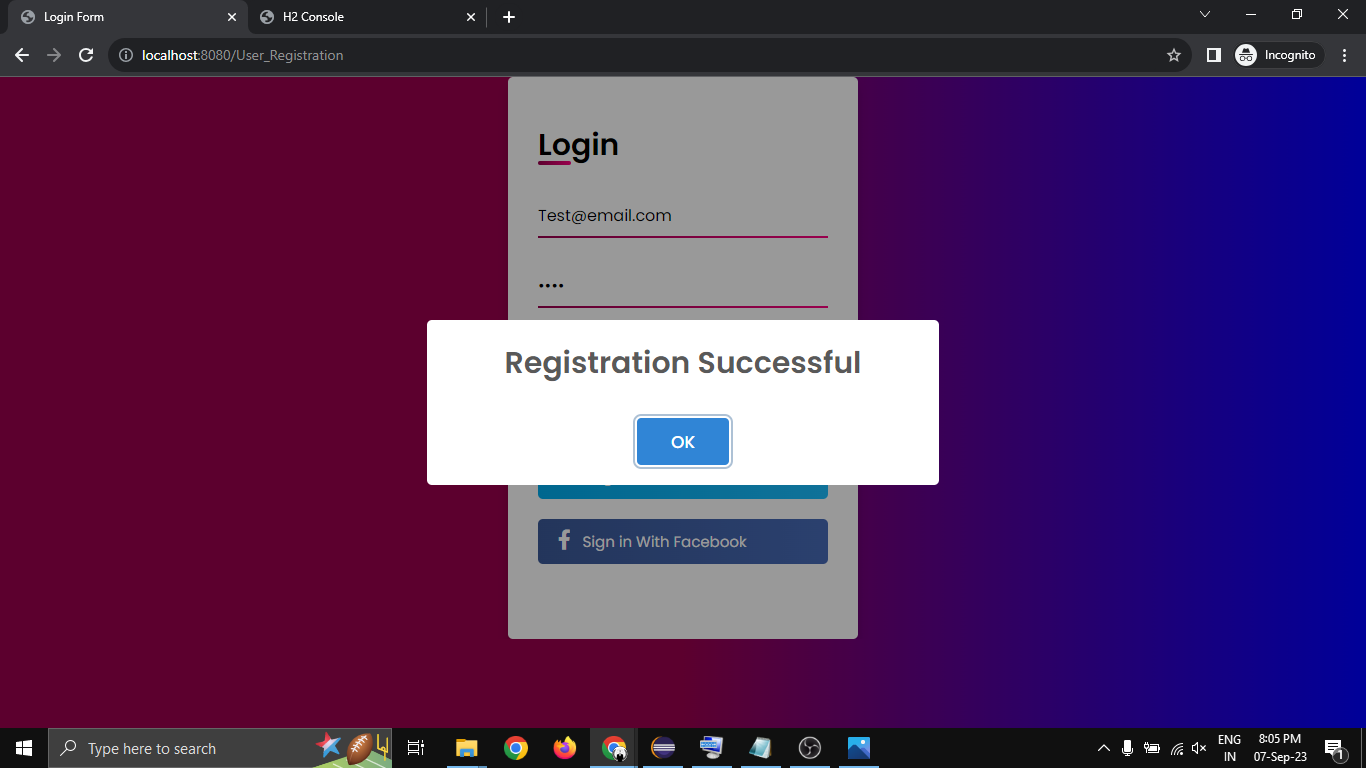 Login Form
H2 Console
localhost:8080/User_Registration
Incognito
Login
Test@email.com
Registration Successful
OK
Sign in With Facebook
Type here to search
ENG
IN
8:05 PM
07-Sep-23
1